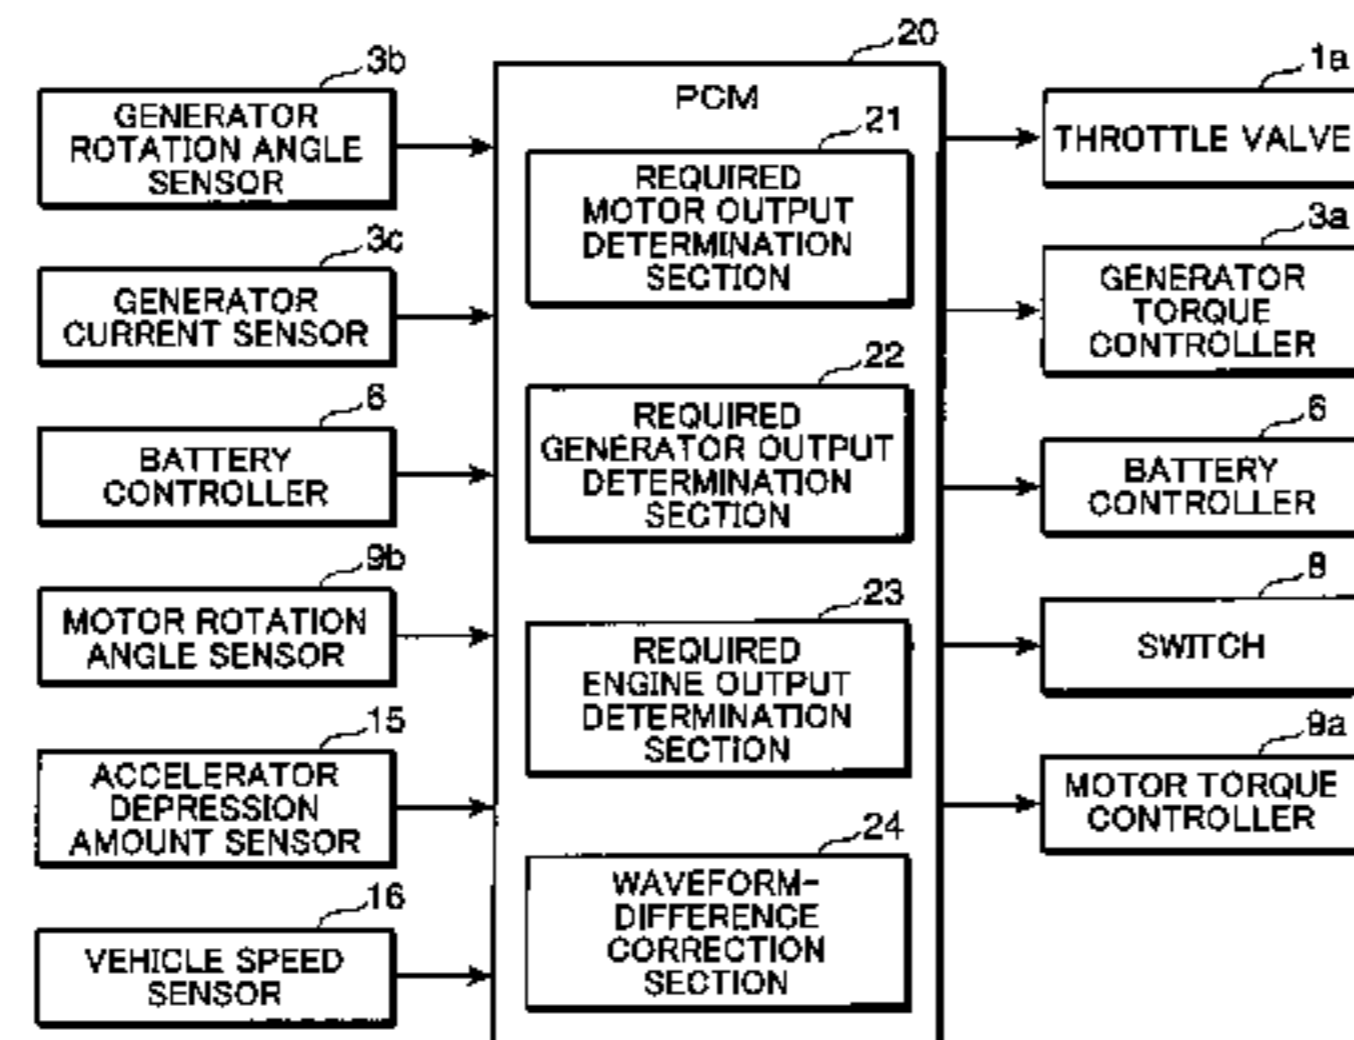 3b
GENERATOR
ROTATION ANGLE
SENSOR
3c
GENERATOR
CURRENT SENSOR
6
BATTERY
CONTROLLER
9b
MOTOR ROTATION
ANGLE SENSOR
15
ACCELERATOR
DEPRESSION
AMOUNT SENSOR
16
VEHICLE SPEED
SENSOR
20
PCM
21
REQUIRED
MOTOR OUTPUT
DETERMINATION
SECTION
22
REQUIRED
GENERATOR OUTPUT
DETERMINATION
SECTION
23
REQUIRED
ENGINE OUTPUT
DETERMINATION
SECTION
24
WAVEFORM-
DIFFERENCE
CORRECTION
SECTION
1a
THROTTLE VALVE
3a
GENERATOR
TORQUE
CONTROLLER
6
BATTERY
CONTROLLER
8
SWITCH
9a
MOTOR TORQUE
CONTROLLER